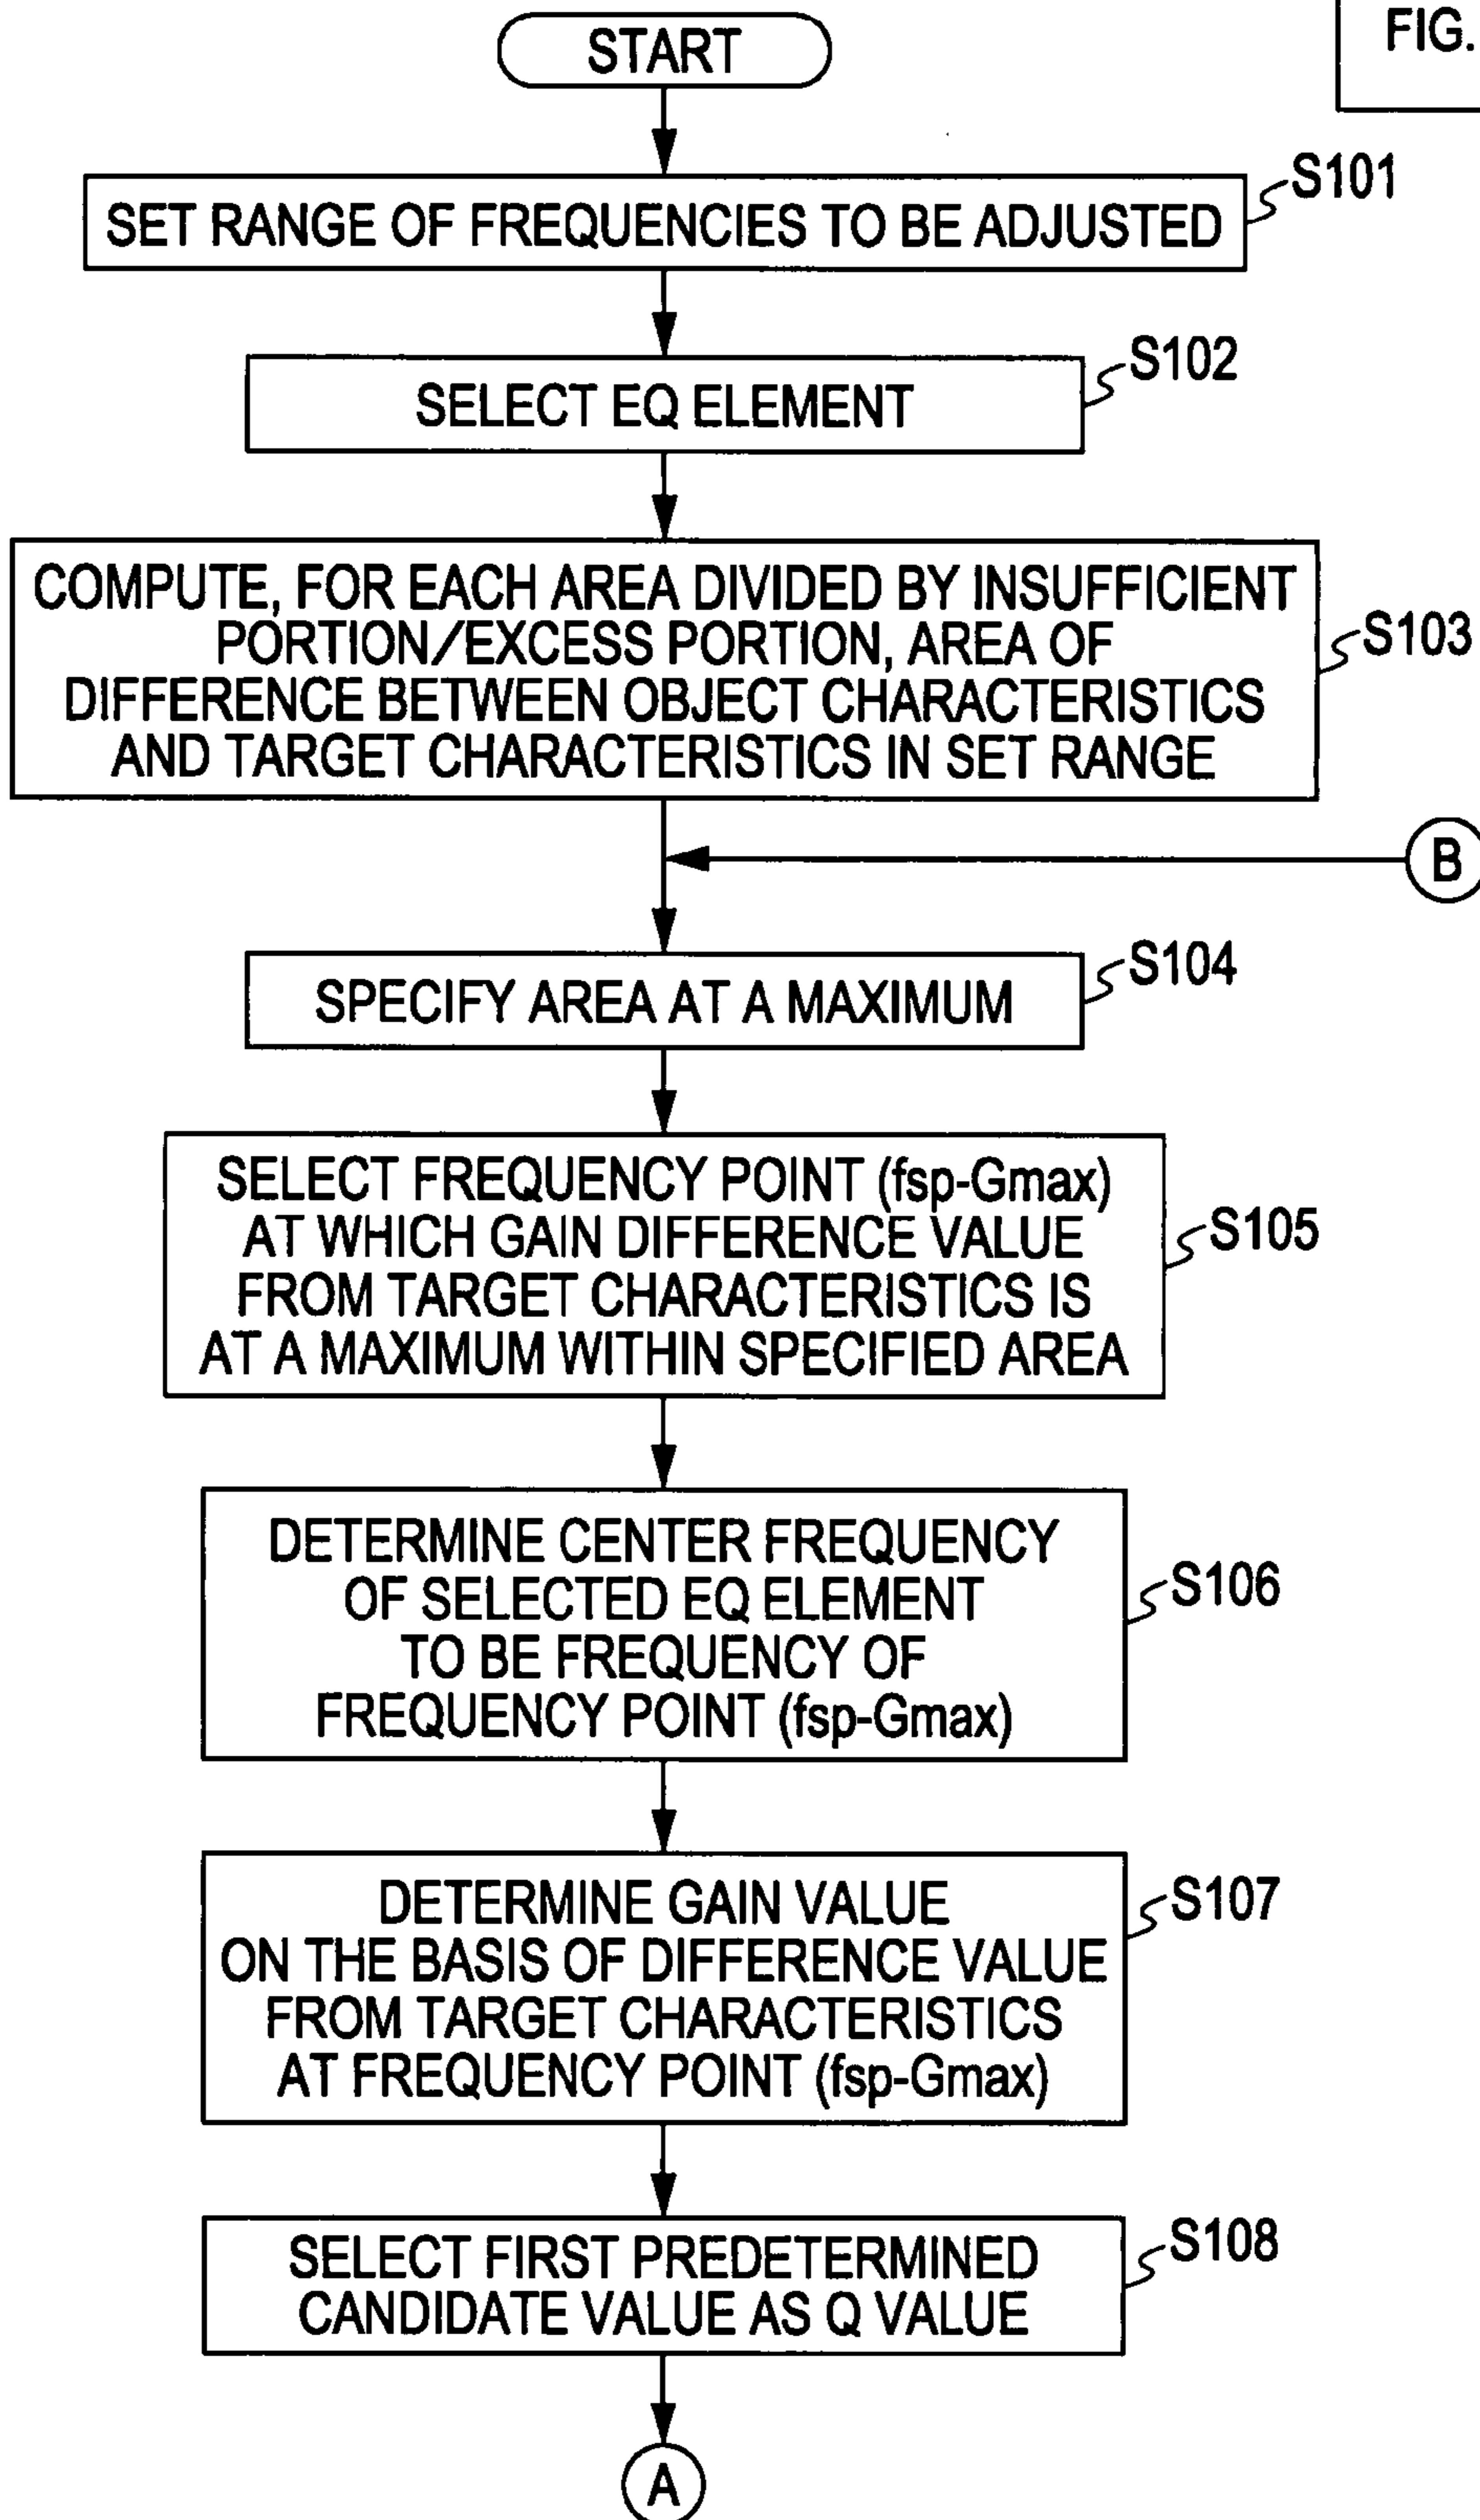 START
FIG.
S101
SET RANGE OF FREQUENCIES TO BE ADJUSTED
S102
SELECT EQ ELEMENT
COMPUTE, FOR EACH AREA DIVIDED BY INSUFFICIENT
PORTION/EXCESS PORTION, AREA OF
DIFFERENCE BETWEEN OBJECT CHARACTERISTICS
AND TARGET CHARACTERISTICS IN SET RANGE
S103
B
S104
SPECIFY AREA AT A MAXIMUM
SELECT FREQUENCY POINT (fsp-Gmax)
AT WHICH GAIN DIFFERENCE VALUE
FROM TARGET CHARACTERISTICS IS
AT A MAXIMUM WITHIN SPECIFIED AREA
S105
DETERMINE CENTER FREQUENCY
OF SELECTED EQ ELEMENT
TO BE FREQUENCY OF
FREQUENCY POINT (fsp-Gmax)
S106
DETERMINE GAIN VALUE
ON THE BASIS OF DIFFERENCE VALUE
FROM TARGET CHARACTERISTICS
AT FREQUENCY POINT (fsp-Gmax)
S107
SELECT FIRST PREDETERMINED
CANDIDATE VALUE AS Q VALUE
S108
A